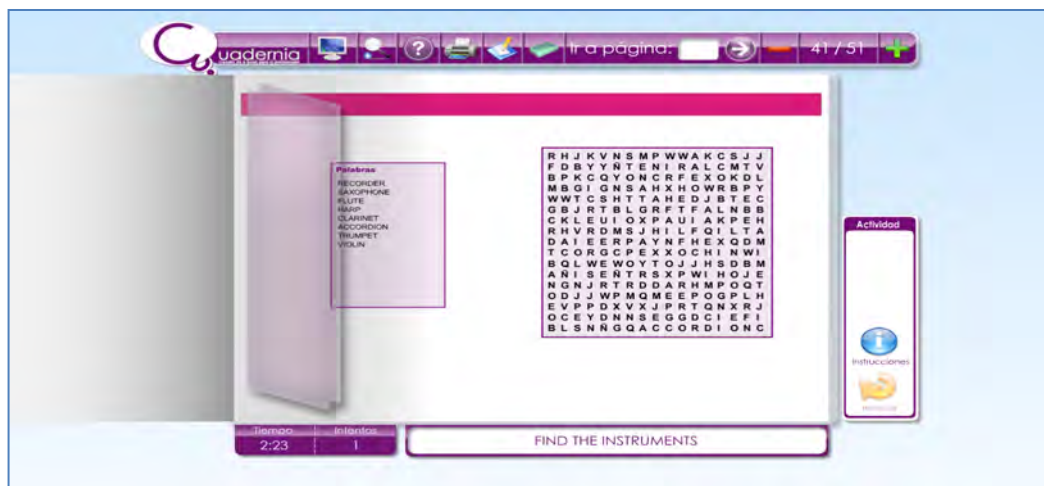 Cuadernia
Ir a página:
41 / 51
Palabras
RECORDER
SAXOPHONE
FLUTE
HARP
CLARINET
ACCORDION
TRUMPET
VIOLIN
R H J K V N S M P W W A K C S J J
F D B Y Y Ñ T E N I R A L C M T V
B P K C Q Y O N C R F E X O K D L
M B G I G N S A H X H O W R B P Y
W W T C S H T T A H E D J B T E C
G B J R T B L G R F T F A L N B B
C K L E U I O X P A U I A K P E H
R H V R D M S J H I L F Q I L T A
D A I E E R P A Y N F H E X Q D M
T C O R G C P E X X O C H I N W I
B Q L W E W O Y T O J J H S D B M
A Ñ I S E Ñ T R S X P W I H O J E
N G N J R T R D D A R H M P O Q T
O D J J W P M Q M E E P O G P L H
E V P P D X V X J P R T Q N X R J
O C E Y D N N S E G G D C I E F I
B L S N Ñ G Q A C C O R D I O N C
Actividad
Instrucciones
Tiempo
Intentos
2:23
1
FIND THE INSTRUMENTS